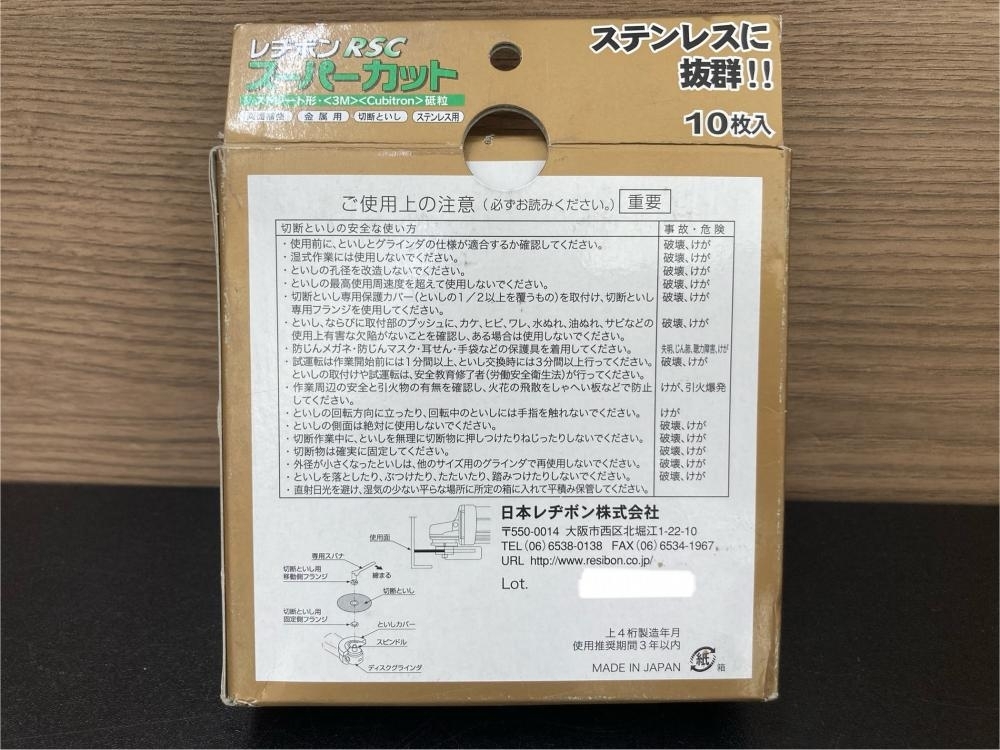 レヂボン RSC
スーパーカット
ストレート形・<3M><Cubitron>砥粒
両面補強 金属用 切断といし ステンレス用
ステンレスに
抜群!!
10枚入
ご使用上の注意（必ずお読みください。） 重要
切断といしの安全な使い方 事故・危険
・使用前に、といしとグラインダの仕様が適合するか確認してください。 破壊、けが
・湿式作業には使用しないでください。 破壊、けが
・といしの孔径を改造しないでください。 破壊、けが
・といしの最高使用周速度を超えて使用しないでください。 破壊、けが
・切断といし専用保護カバー（といしの1／2以上を覆うもの）を取付け、切断といし 破壊、けが
専用フランジを使用してください。
・といし、ならびに取付部のブッシュに、カケ、ヒビ、ワレ、水ぬれ、油ぬれ、サビなどの 破壊、けが
使用上有害な欠陥がないことを確認し、ある場合は使用しないでください。
・防じんメガネ・防じんマスク・耳せん・手袋などの保護具を着用してください。 失明、じん肺、聴力障害、けが
・試運転は作業開始前には1分間以上、といし交換時には3分間以上行ってください。 破壊、けが
といしの取付けや試運転は、安全教育修了者（労働安全衛生法）が行ってください。
・作業周辺の安全と引火物の有無を確認し、火花の飛散をしゃへい板などで防止 けが、引火爆発
してください。
・といしの回転方向に立ったり、回転中のといしには手指を触れないでください。 けが
・といしの側面は絶対に使用しないでください。 破壊、けが
・切断作業中に、といしを無理に切断物に押しつけたりねじったりしないでください。 破壊、けが
・切断物は確実に固定してください。 破壊、けが
・外径が小さくなったといしは、他のサイズ用のグラインダで再使用しないでください。 破壊、けが
・といしを落としたり、ぶつけたり、たたいたり、踏みつけたりしないでください。 破壊、けが
・直射日光を避け、湿気の少ない平らな場所に所定の箱に入れて平積み保管してください。
日本レヂボン株式会社
〒550-0014 大阪市西区北堀江1-22-10
TEL（06）6538-0138 FAX（06）6534-1967
URL http://www.resibon.co.jp/
Lot.
使用面
専用スパナ
締まる
切断といし用
移動側フランジ
切断といし
切断といし用
固定側フランジ
といしカバー
スピンドル
ディスクグラインダ
上4桁製造年月
使用推奨期間3年以内
MADE IN JAPAN
紙
箱